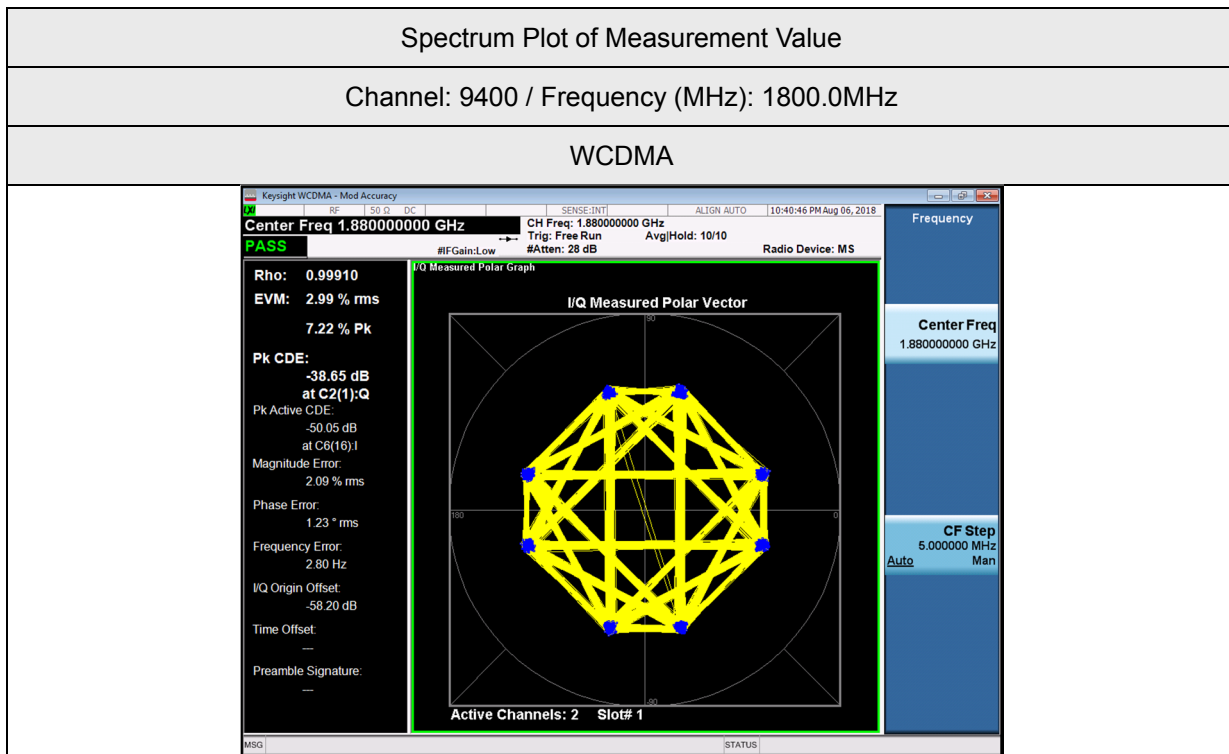 Spectrum Plot of Measurement Value
Channel: 9400 / Frequency (MHz): 1800.0MHz
WCDMA
Keysight WCDMA - Mod Accuracy
RF 50 Ω DC SENSE:INT ALIGN AUTO 10:40:46 PM Aug 06, 2018
Center Freq 1.880000000 GHz
CH Freq: 1.880000000 GHz
Trig: Free Run Avg|Hold: 10/10
PASS
#IFGain:Low #Atten: 28 dB Radio Device: MS
Frequency
Rho: 0.99910
EVM: 2.99 % rms
7.22 % Pk
Pk CDE:
-38.65 dB
at C2(1):Q
Pk Active CDE:
-50.05 dB
at C6(16):I
Magnitude Error:
2.09 % rms
Phase Error:
1.23 ° rms
Frequency Error:
2.80 Hz
I/Q Origin Offset:
-58.20 dB
Time Offset:
---
Preamble Signature:
---
I/Q Measured Polar Graph
I/Q Measured Polar Vector
90
180
0
-90
Active Channels: 2 Slot# 1
Center Freq
1.880000000 GHz
CF Step
5.000000 MHz
Auto Man
MSG STATUS